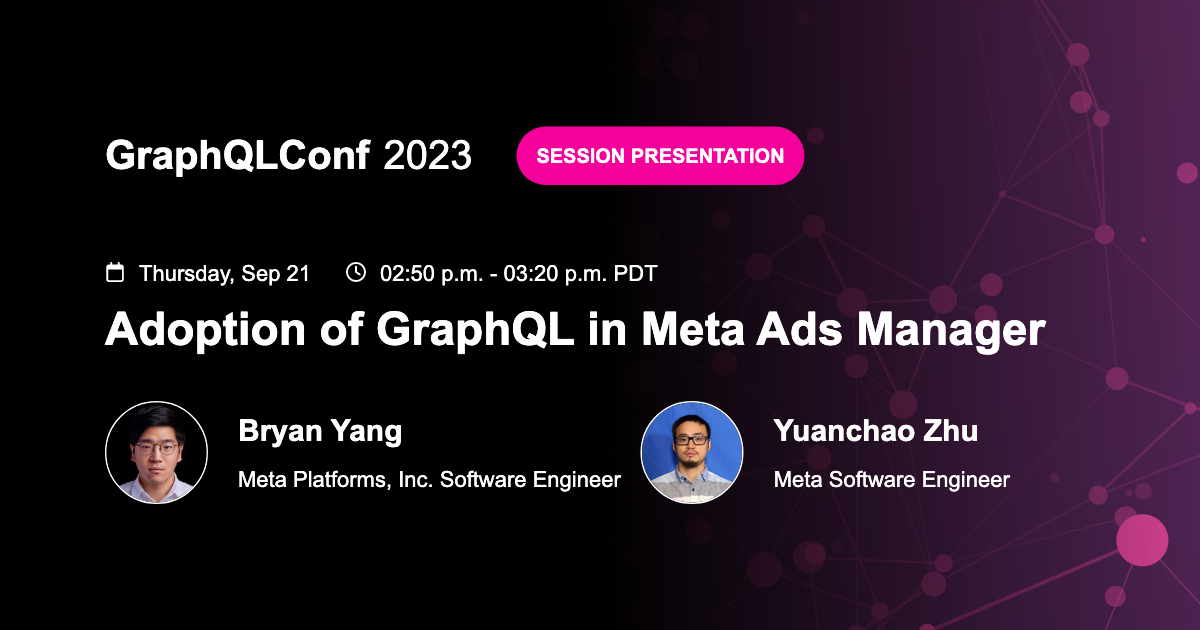 GraphQLConf 2023
SESSION PRESENTATION
Thursday, Sep 21
02:50 p.m. - 03:20 p.m. PDT
Adoption of GraphQL in Meta Ads Manager
Bryan Yang
Meta Platforms, Inc. Software Engineer
Yuanchao Zhu
Meta Software Engineer